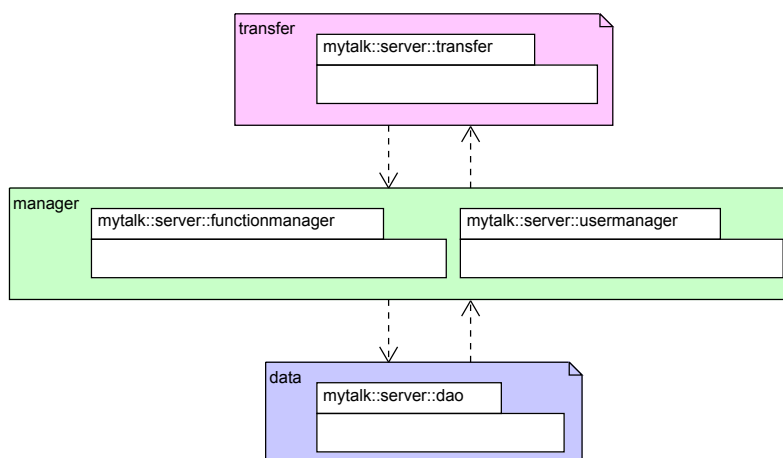 transfer
mytalk::server::transfer
manager
mytalk::server::functionmanager
mytalk::server::usermanager
data
mytalk::server::dao